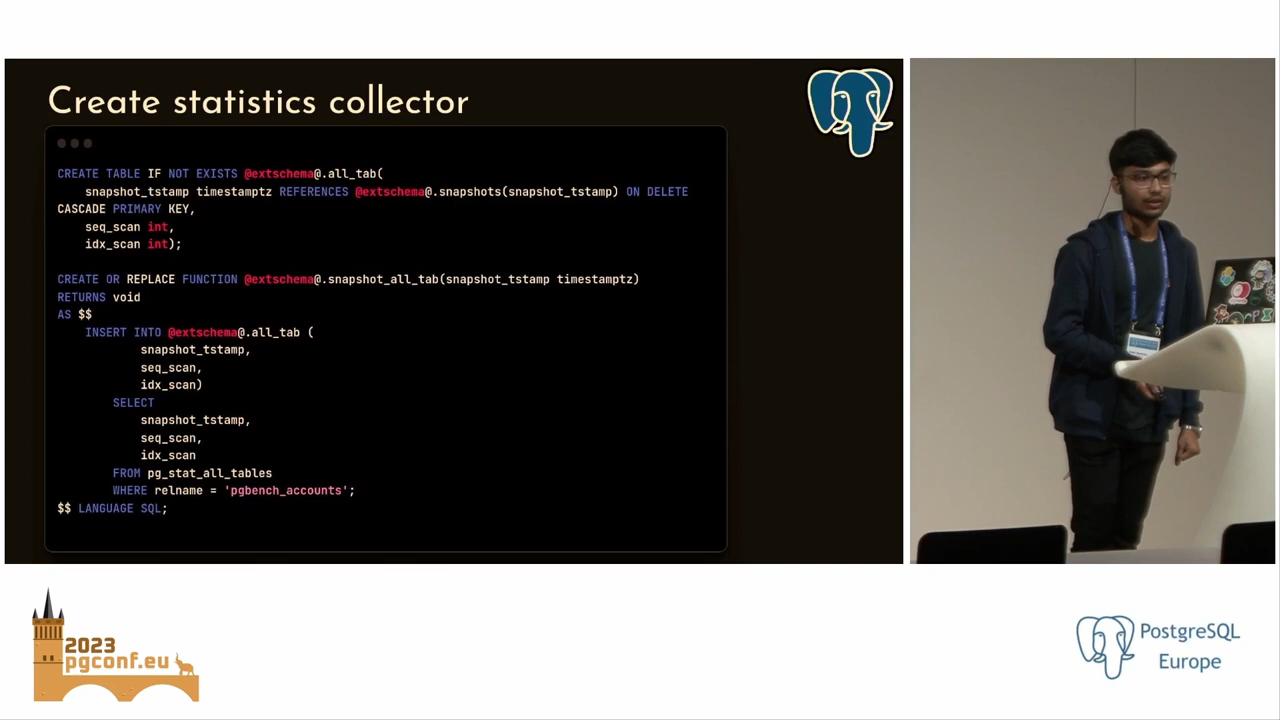 Create statistics collector
CREATE TABLE IF NOT EXISTS @extschema@.all_tab(
snapshot_tstamp timestamptz REFERENCES @extschema@.snapshots(snapshot_tstamp) ON DELETE
CASCADE PRIMARY KEY,
seq_scan int,
idx_scan int);
CREATE OR REPLACE FUNCTION @extschema@.snapshot_all_tab(snapshot_tstamp timestamptz)
RETURNS void
AS $$
INSERT INTO @extschema@.all_tab (
snapshot_tstamp,
seq_scan,
idx_scan)
SELECT
snapshot_tstamp,
seq_scan,
idx_scan
FROM pg_stat_all_tables
WHERE relname = 'pgbench_accounts';
$$ LANGUAGE SQL;
2023
pgconf.eu
PostgreSQL
Europe